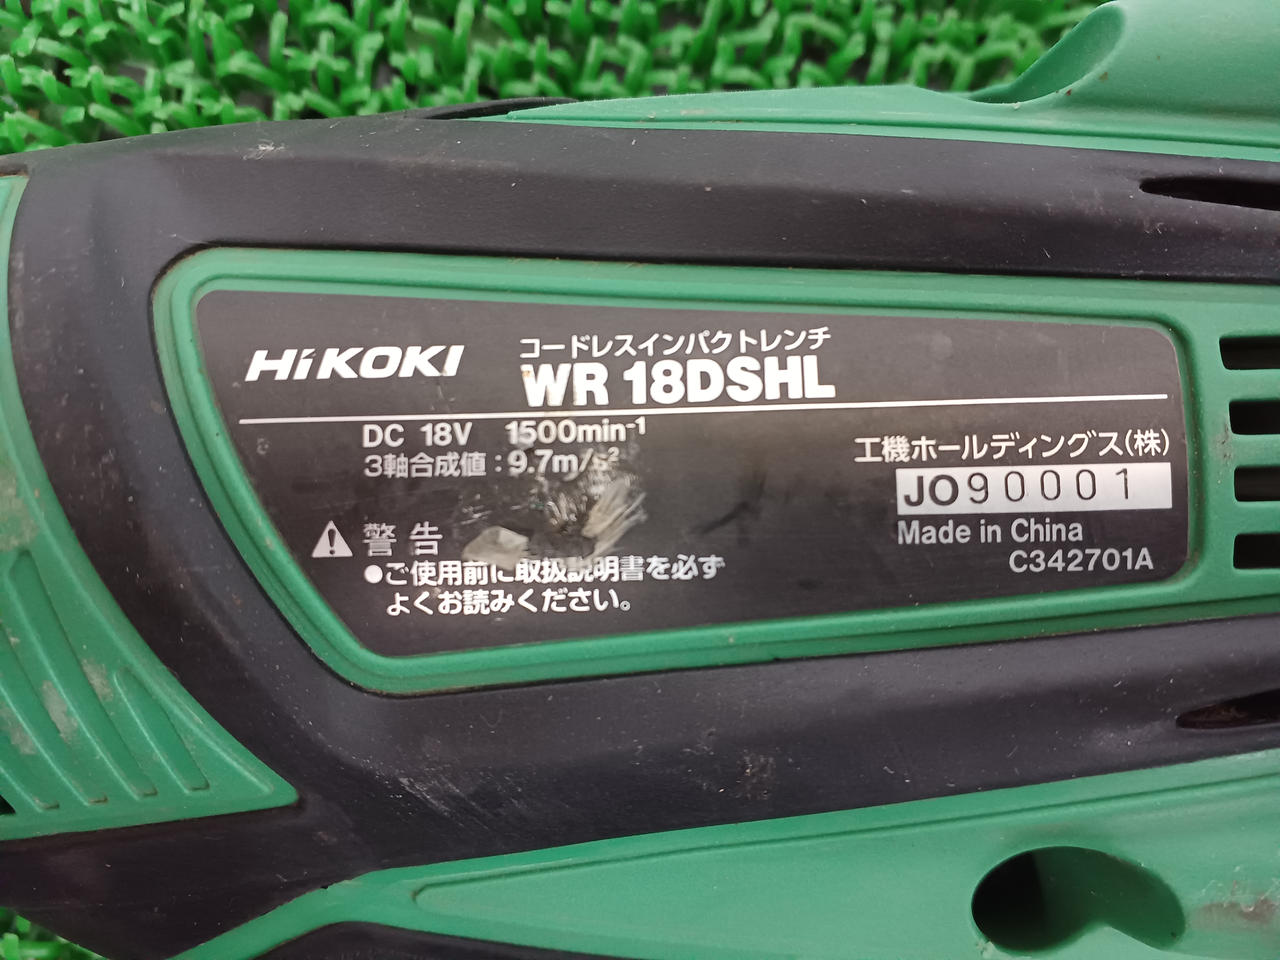 HiKOKI
コードレスインパクトレンチ
WR 18DSHL
DC 18V 1500min⁻¹
3軸合成値：9.7m/s²
工機ホールディングス(株)
JO90001
Made in China
C342701A
警告
●ご使用前に取扱説明書を必ず
よくお読みください。